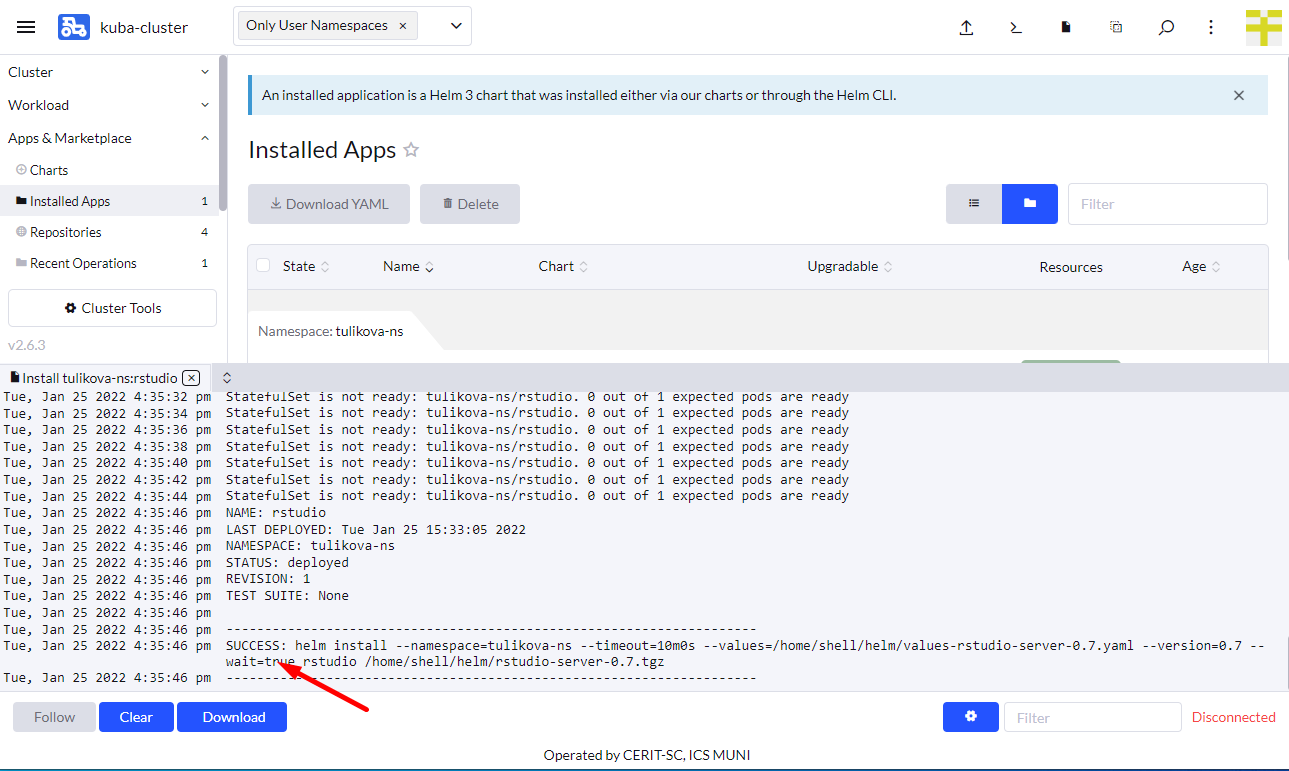 kuba-cluster
Only User Namespaces ×
Cluster
Workload
Apps & Marketplace
Charts
Installed Apps 1
Repositories 4
Recent Operations 1
Cluster Tools
v2.6.3
An installed application is a Helm 3 chart that was installed either via our charts or through the Helm CLI.
Installed Apps
Download YAML
Delete
Filter
State Name Chart Upgradable Resources Age
Namespace: tulikova-ns
Install tulikova-ns:rstudio
Tue, Jan 25 2022 4:35:32 pm StatefulSet is not ready: tulikova-ns/rstudio. 0 out of 1 expected pods are ready
Tue, Jan 25 2022 4:35:34 pm StatefulSet is not ready: tulikova-ns/rstudio. 0 out of 1 expected pods are ready
Tue, Jan 25 2022 4:35:36 pm StatefulSet is not ready: tulikova-ns/rstudio. 0 out of 1 expected pods are ready
Tue, Jan 25 2022 4:35:38 pm StatefulSet is not ready: tulikova-ns/rstudio. 0 out of 1 expected pods are ready
Tue, Jan 25 2022 4:35:40 pm StatefulSet is not ready: tulikova-ns/rstudio. 0 out of 1 expected pods are ready
Tue, Jan 25 2022 4:35:42 pm StatefulSet is not ready: tulikova-ns/rstudio. 0 out of 1 expected pods are ready
Tue, Jan 25 2022 4:35:44 pm StatefulSet is not ready: tulikova-ns/rstudio. 0 out of 1 expected pods are ready
Tue, Jan 25 2022 4:35:46 pm NAME: rstudio
Tue, Jan 25 2022 4:35:46 pm LAST DEPLOYED: Tue Jan 25 15:33:05 2022
Tue, Jan 25 2022 4:35:46 pm NAMESPACE: tulikova-ns
Tue, Jan 25 2022 4:35:46 pm STATUS: deployed
Tue, Jan 25 2022 4:35:46 pm REVISION: 1
Tue, Jan 25 2022 4:35:46 pm TEST SUITE: None
Tue, Jan 25 2022 4:35:46 pm
Tue, Jan 25 2022 4:35:46 pm ---------------------------------------------------------------------
Tue, Jan 25 2022 4:35:46 pm SUCCESS: helm install --namespace=tulikova-ns --timeout=10m0s --values=/home/shell/helm/values-rstudio-server-0.7.yaml --version=0.7 --
wait=true rstudio /home/shell/helm/rstudio-server-0.7.tgz
Tue, Jan 25 2022 4:35:46 pm ---------------------------------------------------------------------
Follow
Clear
Download
Filter
Disconnected
Operated by CERIT-SC, ICS MUNI